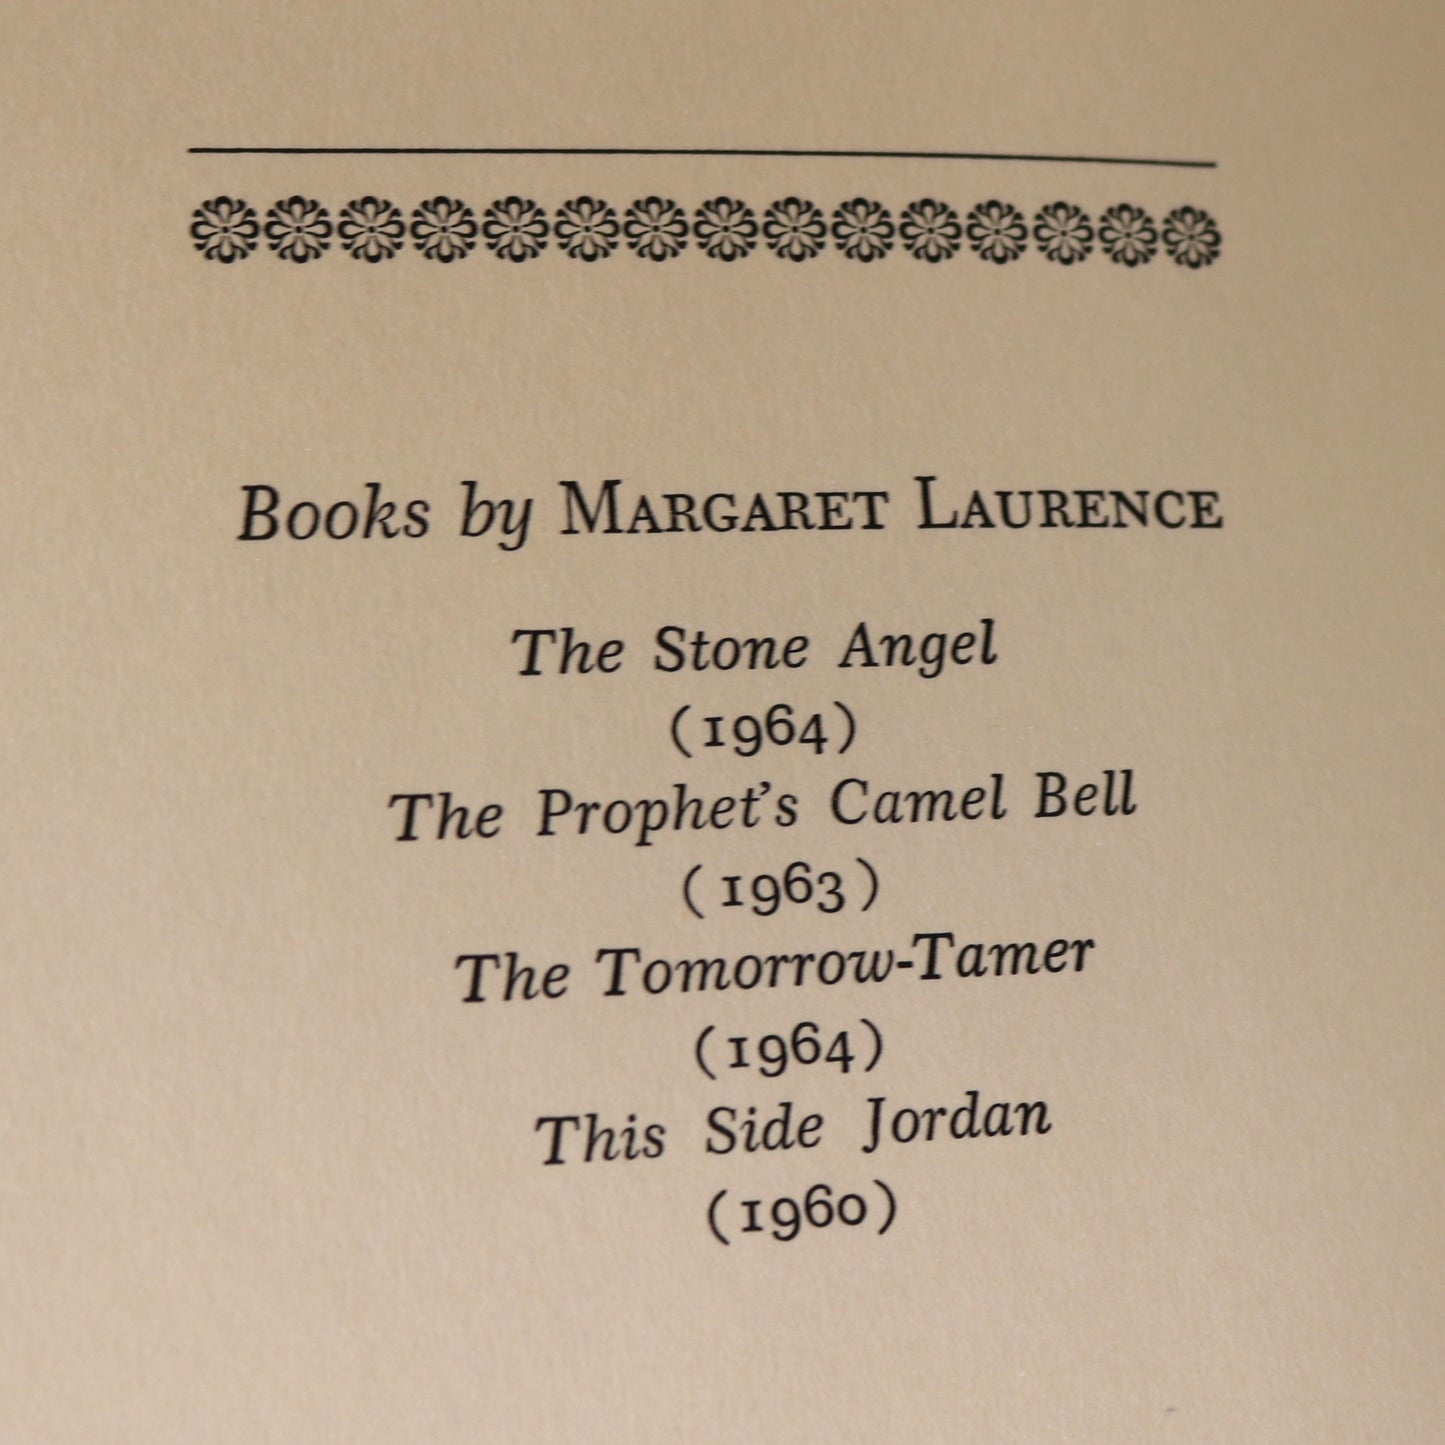 Books by MARGARET LAURENCE
The Stone Angel
(1964)
The Prophet's Camel Bell
(1963)
The Tomorrow-Tamer
(1964)
This Side Jordan
(1960)